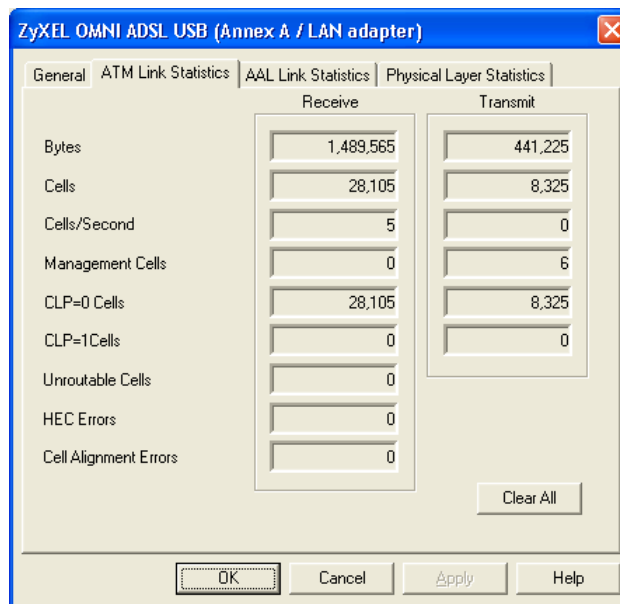 ZyXEL OMNI ADSL USB (Annex A / LAN adapter)
General ATM Link Statistics AAL Link Statistics Physical Layer Statistics
Receive Transmit
Bytes 1,489,565 441,225
Cells 28,105 8,325
Cells/Second 5 0
Management Cells 0 6
CLP=0 Cells 28,105 8,325
CLP=1Cells 0 0
Unroutable Cells 0
HEC Errors 0
Cell Alignment Errors 0
Clear All
OK Cancel Apply Help